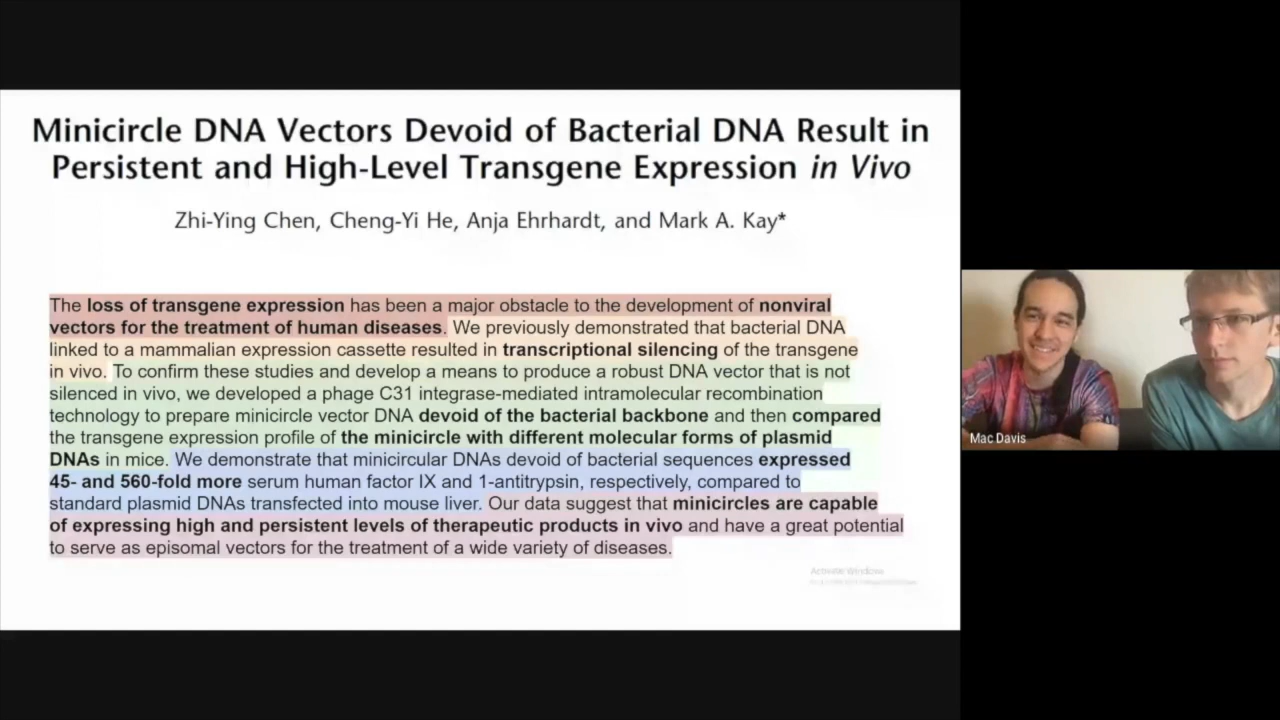 Minicircle DNA Vectors Devoid of Bacterial DNA Result in
Persistent and High-Level Transgene Expression in Vivo
Zhi-Ying Chen, Cheng-Yi He, Anja Ehrhardt, and Mark A. Kay*
The loss of transgene expression has been a major obstacle to the development of nonviral
vectors for the treatment of human diseases. We previously demonstrated that bacterial DNA
linked to a mammalian expression cassette resulted in transcriptional silencing of the transgene
in vivo. To confirm these studies and develop a means to produce a robust DNA vector that is not
silenced in vivo, we developed a phage C31 integrase-mediated intramolecular recombination
technology to prepare minicircle vector DNA devoid of the bacterial backbone and then compared
the transgene expression profile of the minicircle with different molecular forms of plasmid
DNAs in mice. We demonstrate that minicircular DNAs devoid of bacterial sequences expressed
45- and 560-fold more serum human factor IX and 1-antitrypsin, respectively, compared to
standard plasmid DNAs transfected into mouse liver. Our data suggest that minicircles are capable
of expressing high and persistent levels of therapeutic products in vivo and have a great potential
to serve as episomal vectors for the treatment of a wide variety of diseases.
Activate Windows
Mac Davis